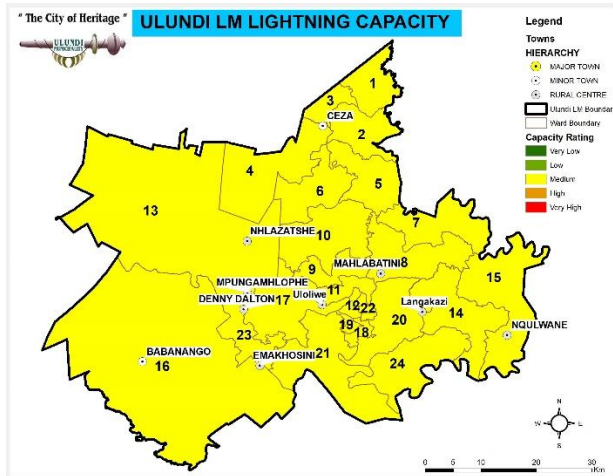 " The City of Heritage "
ULUNDI
MUNICIPALITY
ULUNDI LM LIGHTNING CAPACITY
Legend
Towns
HIERARCHY
MAJOR TOWN
MINOR TOWN
RURAL CENTRE
Ulundi LM Boundar
Ward Boundary
Capacity Rating
Very Low
Low
Medium
High
Very High
1
3
CEZA
2
4
5
6
13
7
NHLAZATSHE
10
MAHLABATINI
8
9
15
MPUNGAMHLOPHE
11
Uloliwe
DENNY DALTON
17
12
22
Langakazi
14
20
19
18
NQULWANE
23
21
BABANANGO
16
EMAKHOSINI
24
N
W
E
S
0
5
10
20
30
Km